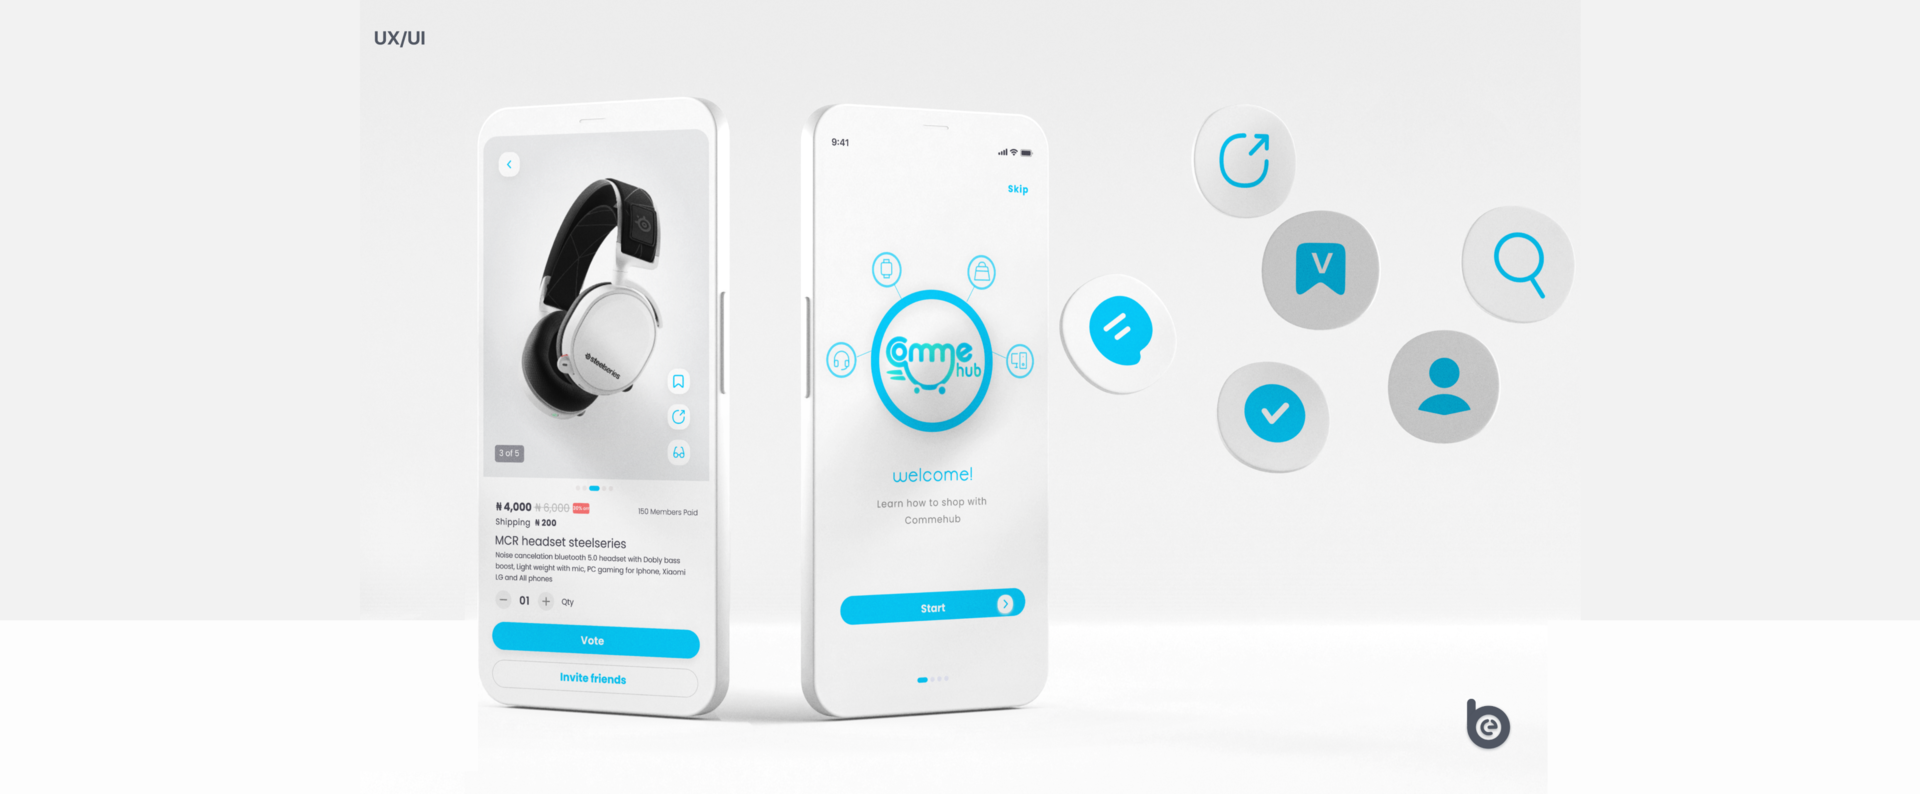 UX/UI
steelseries
3 of 5
₦ 4,000 ₦ 6,000
150 Members Paid
Shipping ₦ 200
MCR headset steelseries
Noise cancelation bluetooth 5.0 headset with Dobly bass
boost, Light weight with mic, PC gaming for Iphone, Xiaomi
LG and All phones
01 Qty
Vote
Invite friends
9:41
Skip
Comme
hub
welcome!
Learn how to shop with
Commehub
Start
V